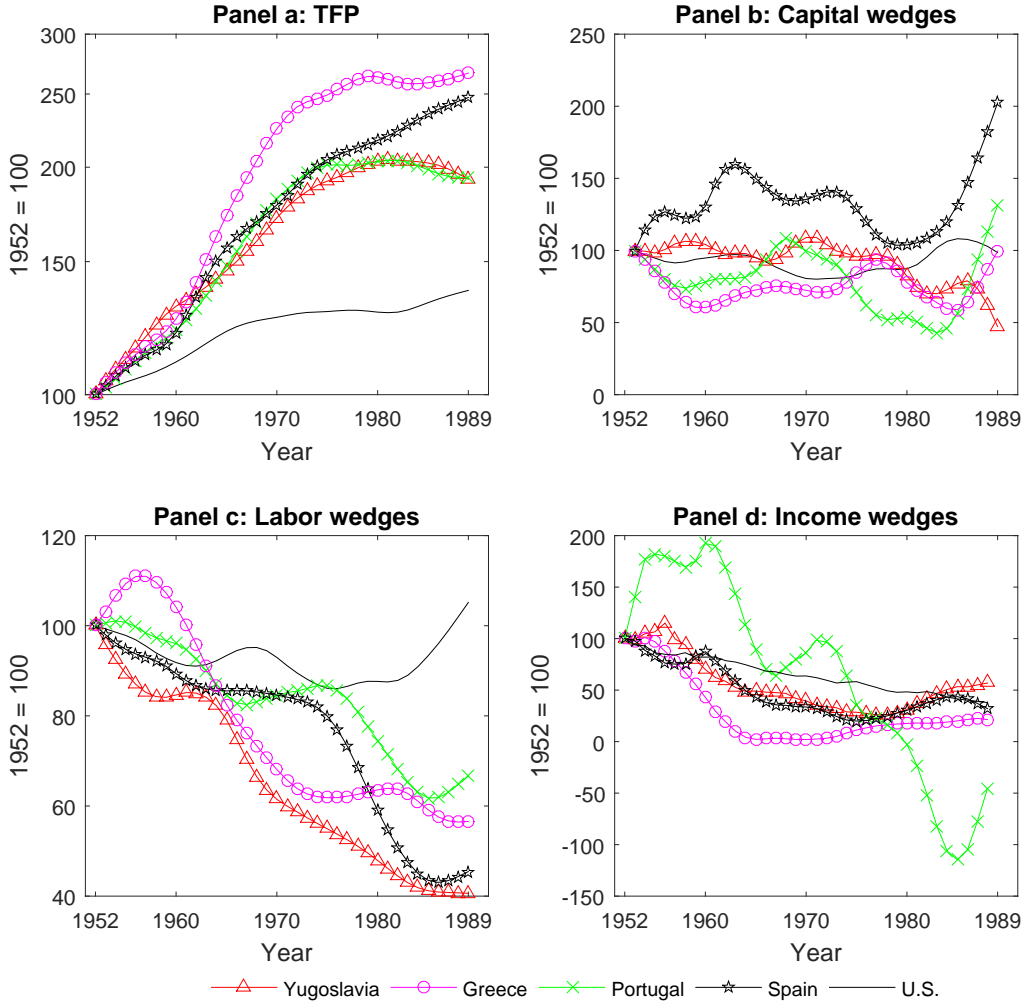 Panel a: TFP
300
250
200
150
100
1952 = 100
1952 1960 1970 1980 1989
Year
Panel b: Capital wedges
250
200
150
100
50
0
1952 = 100
1952 1960 1970 1980 1989
Year
Panel c: Labor wedges
120
100
80
60
40
1952 = 100
1952 1960 1970 1980 1989
Year
Panel d: Income wedges
200
150
100
50
0
-50
-100
-150
1952 = 100
1952 1960 1970 1980 1989
Year
Yugoslavia Greece Portugal Spain U.S.